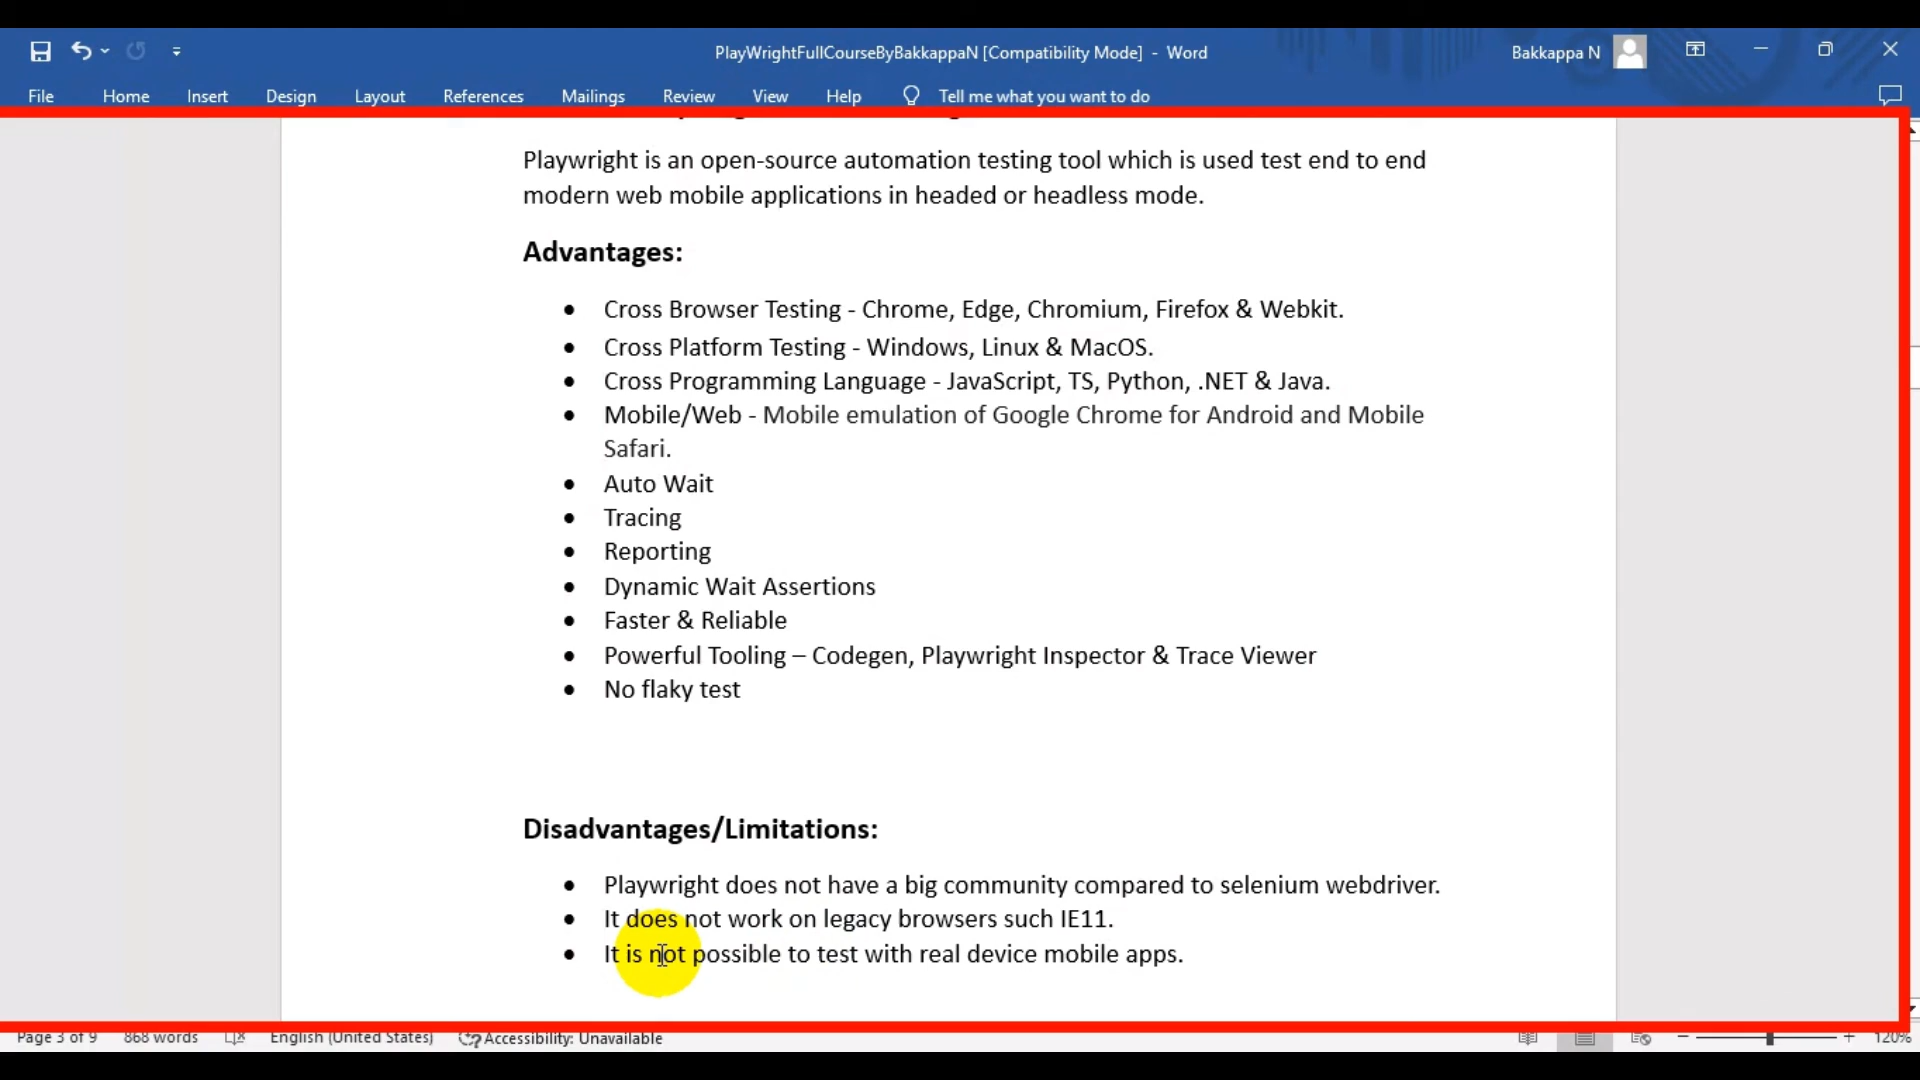 PlayWrightFullCourseByBakkappaN [Compatibility Mode] - Word
Bakkappa N
File Home Insert Design Layout References Mailings Review View Help Tell me what you want to do
Playwright is an open-source automation testing tool which is used test end to end
modern web mobile applications in headed or headless mode.
Advantages:
• Cross Browser Testing - Chrome, Edge, Chromium, Firefox & Webkit.
• Cross Platform Testing - Windows, Linux & MacOS.
• Cross Programming Language - JavaScript, TS, Python, .NET & Java.
• Mobile/Web - Mobile emulation of Google Chrome for Android and Mobile
Safari.
• Auto Wait
• Tracing
• Reporting
• Dynamic Wait Assertions
• Faster & Reliable
• Powerful Tooling – Codegen, Playwright Inspector & Trace Viewer
• No flaky test
Disadvantages/Limitations:
• Playwright does not have a big community compared to selenium webdriver.
• It does not work on legacy browsers such IE11.
• It is not possible to test with real device mobile apps.
Page 3 of 9 868 words English (United States) Accessibility: Unavailable 120%